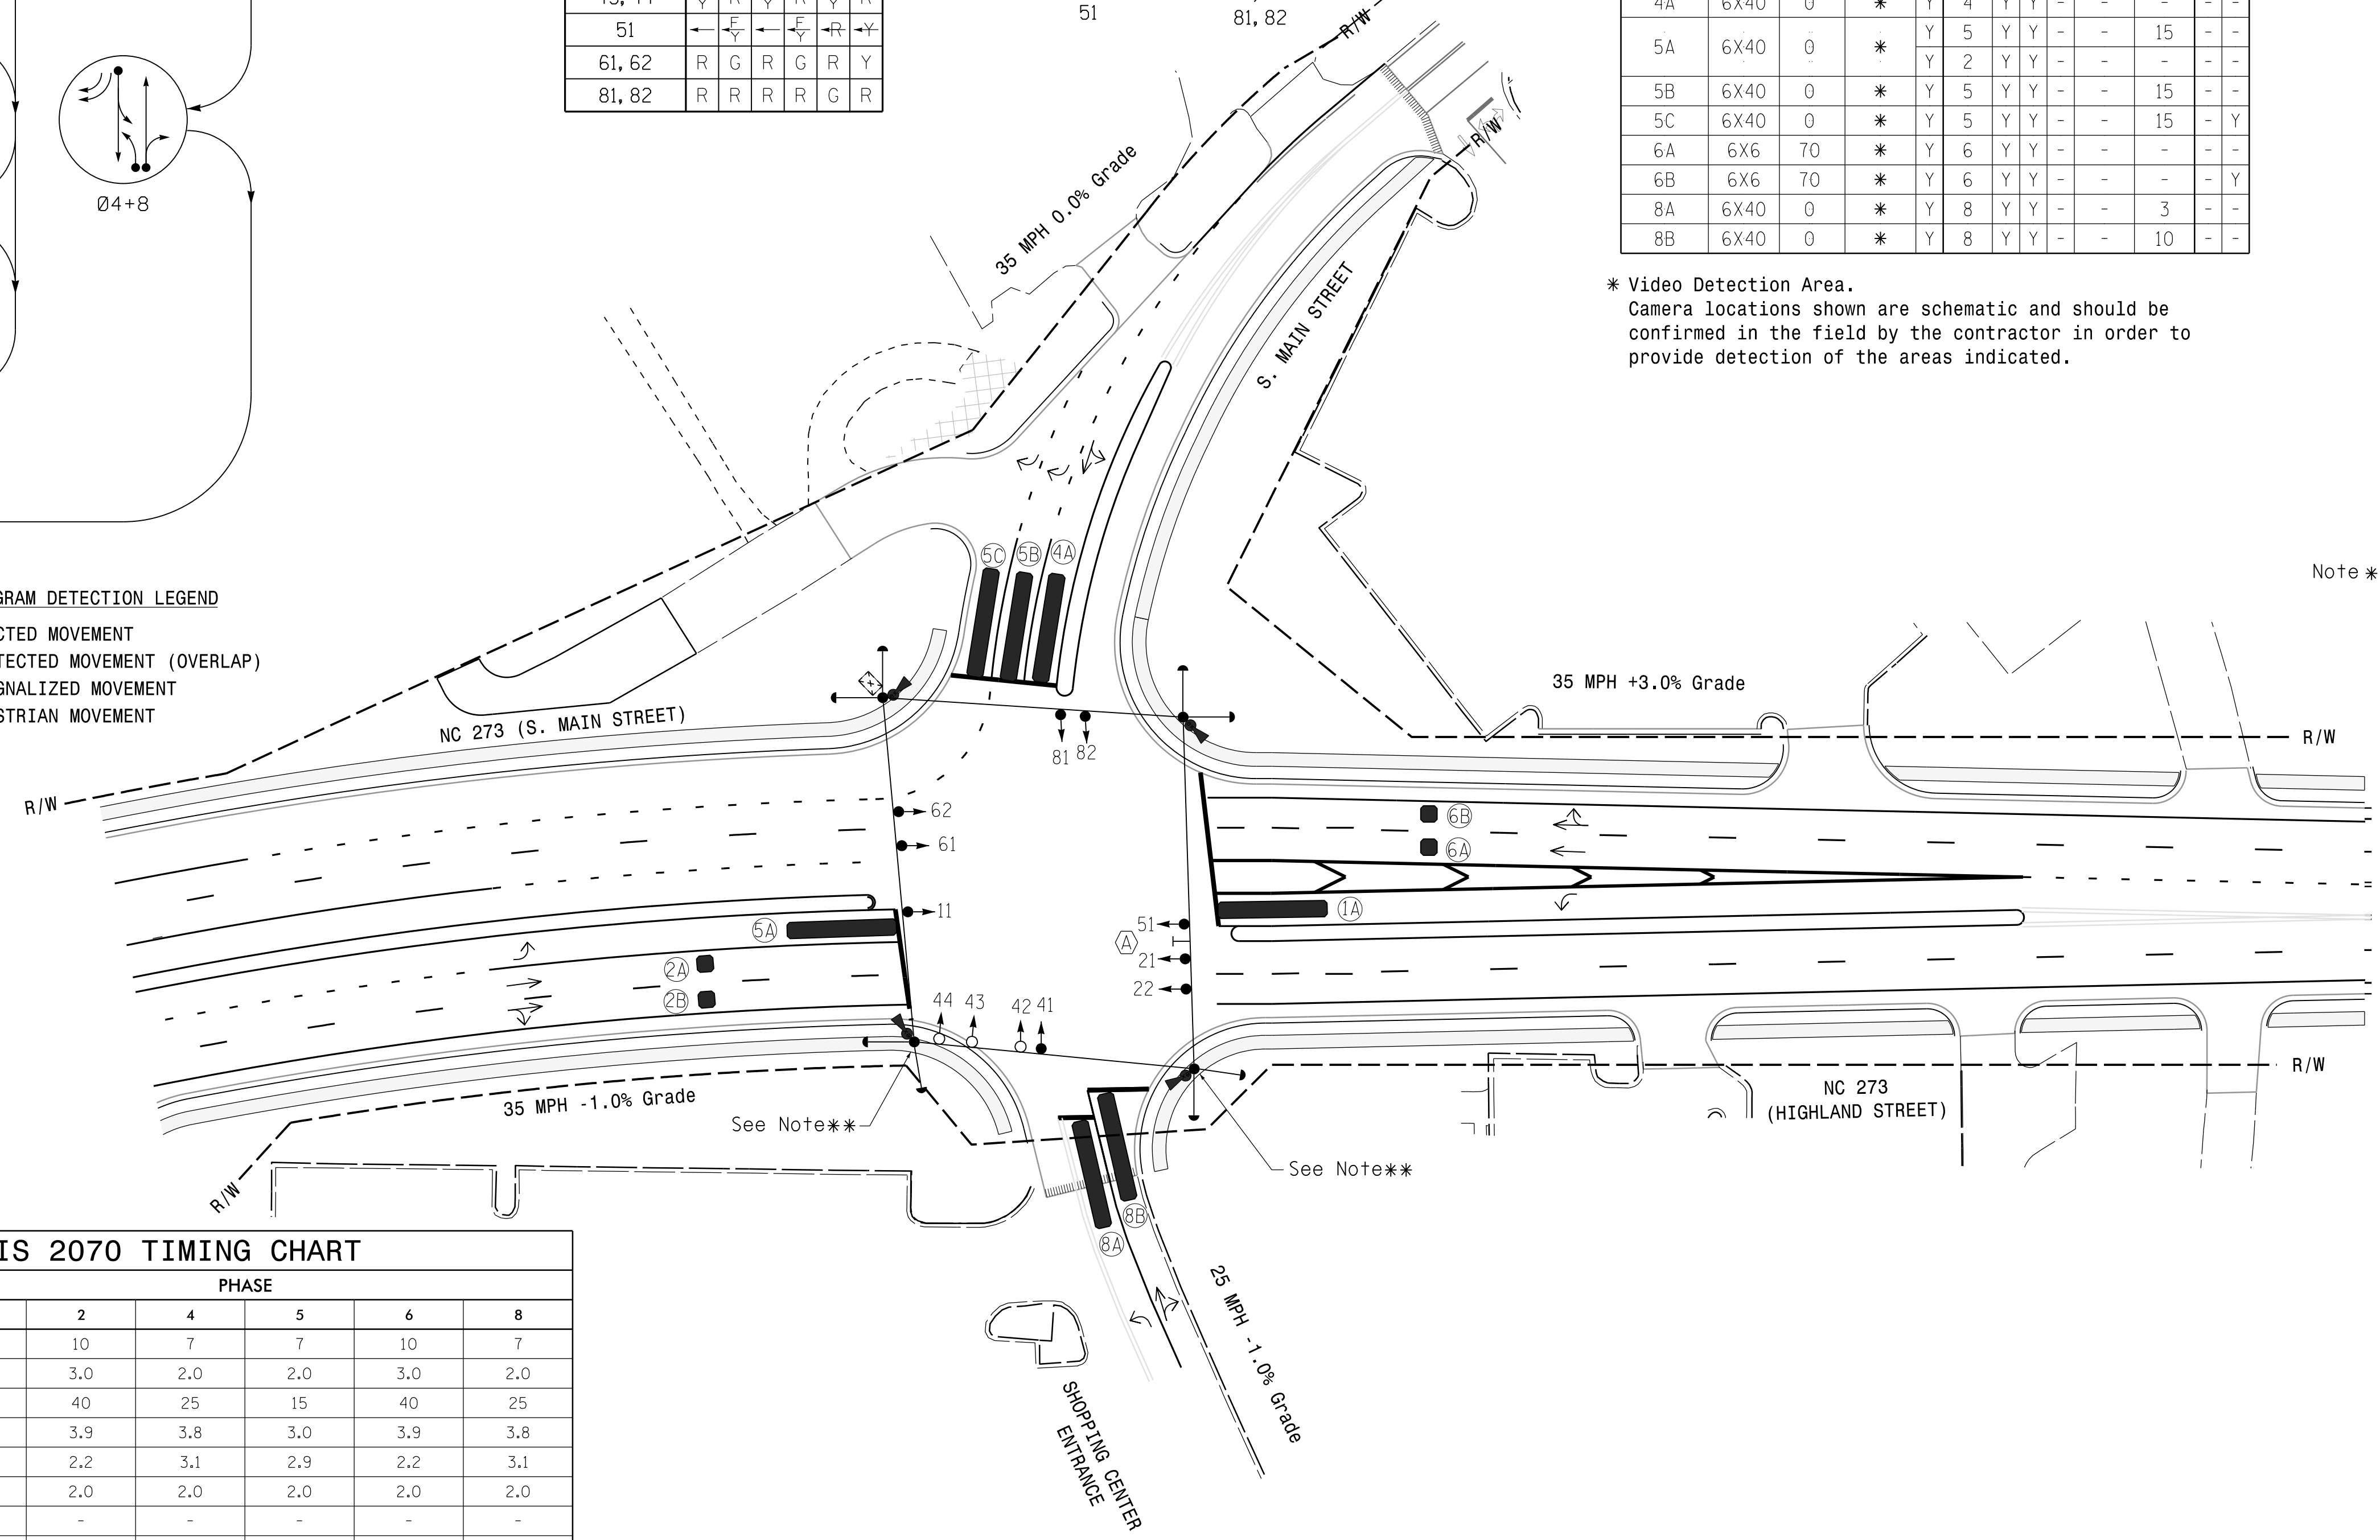 51
81, 82
51 F Y F Y R Y
61, 62 R G R G R Y
81, 82 R R R R G R
Ø4+8
4A 6X40 0 * Y 4 Y Y - - - - -
5A 6X40 0 * Y 5 Y Y - - 15 - -
Y 2 Y Y - - - - -
5B 6X40 0 * Y 5 Y Y - - 15 - -
5C 6X40 0 * Y 5 Y Y - - 15 - Y
6A 6X6 70 * Y 6 Y Y - - - - -
6B 6X6 70 * Y 6 Y Y - - - - Y
8A 6X40 0 * Y 8 Y Y - - 3 - -
8B 6X40 0 * Y 8 Y Y - - 10 - -
* Video Detection Area.
Camera locations shown are schematic and should be
confirmed in the field by the contractor in order to
provide detection of the areas indicated.
R/W
R/W
35 MPH 0.0% Grade
S. MAIN STREET
Note *
GRAM DETECTION LEGEND
CTED MOVEMENT
TECTED MOVEMENT (OVERLAP)
GNALIZED MOVEMENT
STRIAN MOVEMENT
5C 5B 4A
NC 273 (S. MAIN STREET)
35 MPH +3.0% Grade
R/W
R/W
81 82
62
61
11
6B
6A
1A
5A
2A
2B
51
A
21
22
44 43 42 41
35 MPH -1.0% Grade
See Note**
See Note**
R/W
R/W
NC 273
(HIGHLAND STREET)
8B
8A
25 MPH -1.0% Grade
SHOPPING CENTER
ENTRANCE
IS 2070 TIMING CHART
PHASE
2 4 5 6 8
10 7 7 10 7
3.0 2.0 2.0 3.0 2.0
40 25 15 40 25
3.9 3.8 3.0 3.9 3.8
2.2 3.1 2.9 2.2 3.1
2.0 2.0 2.0 2.0 2.0
- - - - -